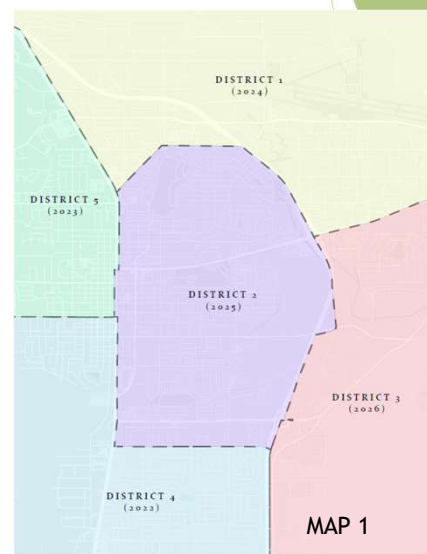 DISTRICT 1
(2024)
DISTRICT 5
(2023)
DISTRICT 2
(2025)
DISTRICT 3
(2026)
DISTRICT 4
(2022)
MAP 1